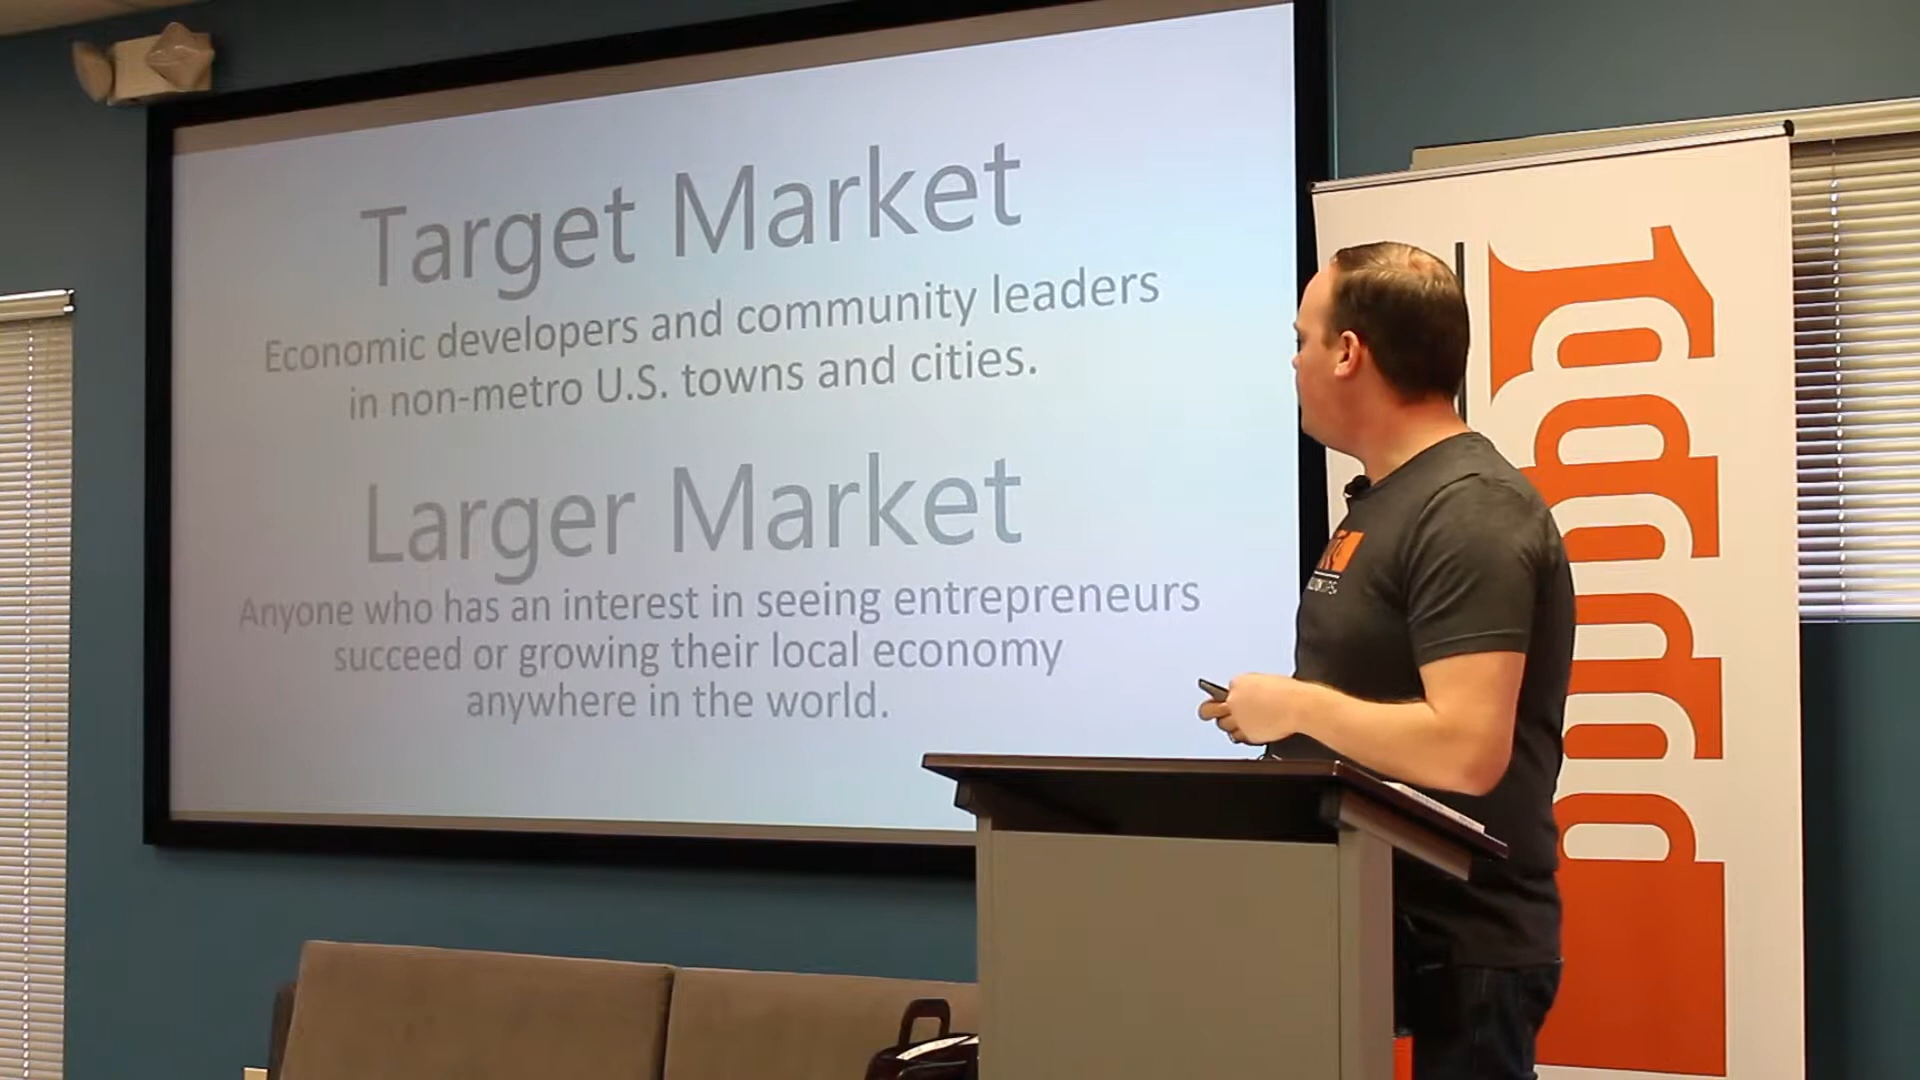 Target Market
Economic developers and community leaders
in non-metro U.S. towns and cities.
Larger Market
Anyone who has an interest in seeing entrepreneurs
succeed or growing their local economy
anywhere in the world.